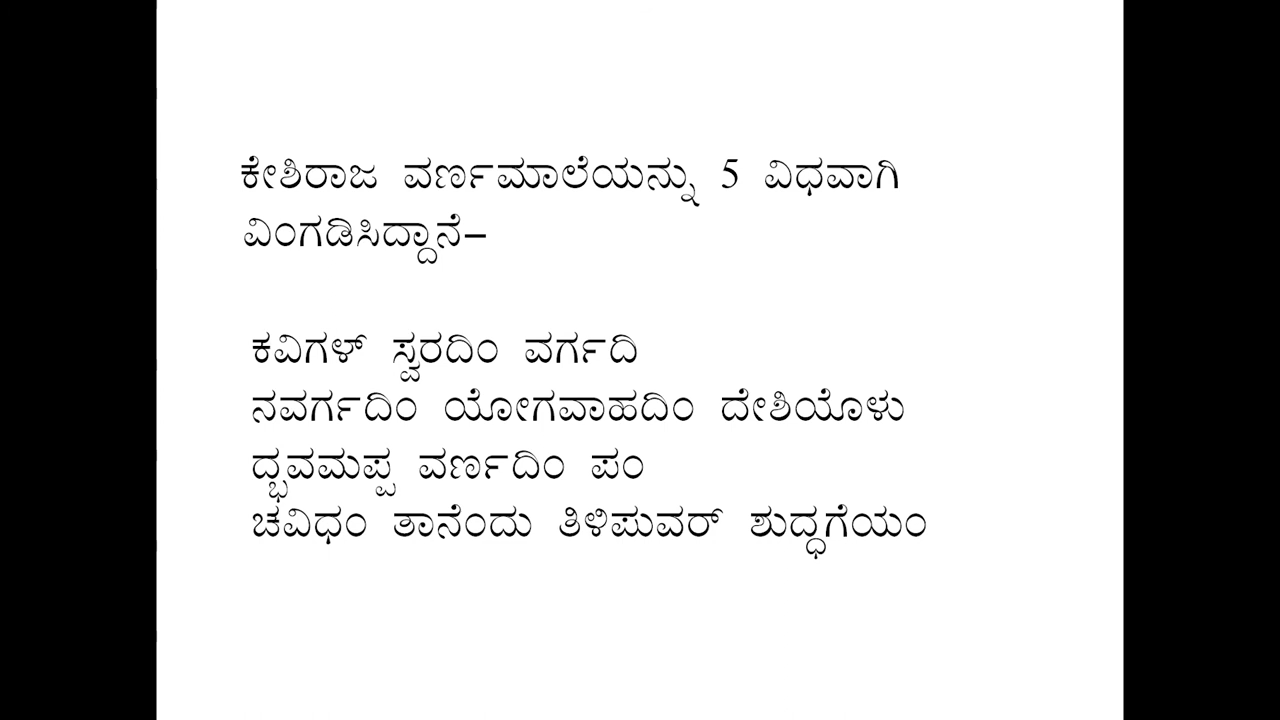 ಕೇಶಿರಾಜ ವರ್ಣಮಾಲೆಯನ್ನು 5 ವಿಧವಾಗಿ
ವಿಂಗಡಿಸಿದ್ದಾನೆ–
ಕವಿಗಳ್ ಸ್ವರದಿಂ ವರ್ಗದಿ
ನವರ್ಗದಿಂ ಯೋಗವಾಹದಿಂ ದೇಶಿಯೊಳು
ದ್ಭವಮಪ್ಪ ವರ್ಣದಿಂ ಪಂ
ಚವಿಧಂ ತಾನೆಂದು ತಿಳಿಪುವರ್ ಶುದ್ಧಗೆಯಂ